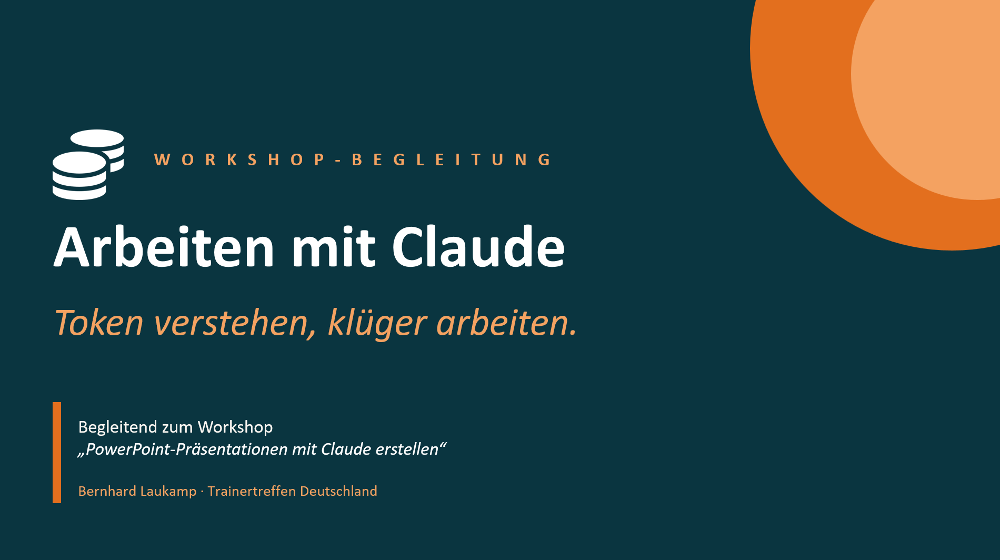 WORKSHOP-BEGLEITUNG
Arbeiten mit Claude
Token verstehen, klüger arbeiten.
Begleitend zum Workshop
„PowerPoint-Präsentationen mit Claude erstellen“
Bernhard Laukamp · Trainertreffen Deutschland